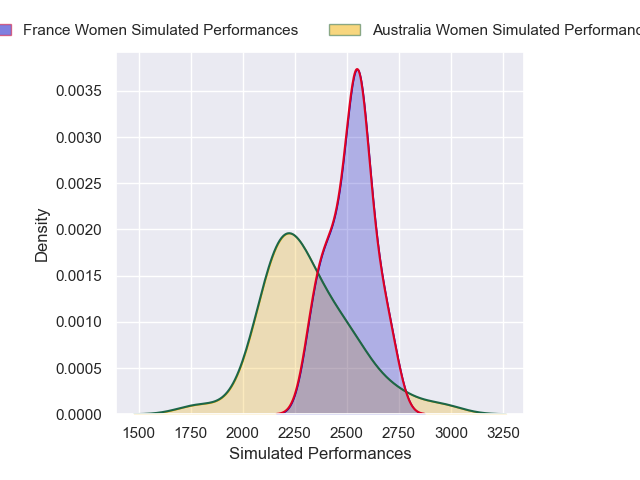 France Women Simulated Performances
Australia Women Simulated
Density
0.0035
0.0030
0.0025
0.0020
0.0015
0.0010
0.0005
0.0000
1500 1750 2000 2250 2500 2750 3000 3250
Simulated Performances